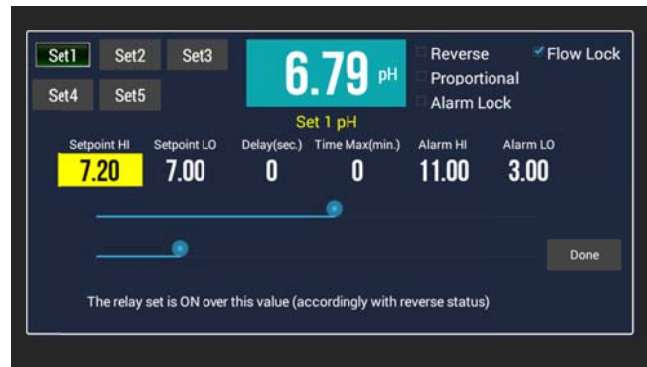 Set1 Set2 Set3
6.79 pH
Reverse Flow Lock
Proportional
Alarm Lock
Set4 Set5
Set 1 pH
Setpoint HI Setpoint LO Delay(sec.) Time Max(min.) Alarm HI Alarm LO
7.20 7.00 0 0 11.00 3.00
Done
The relay set is ON over this value (accordingly with reverse status)